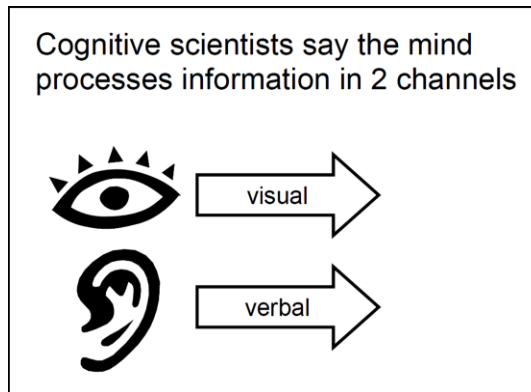 Cognitive scientists say the mind
processes information in 2 channels
visual
verbal